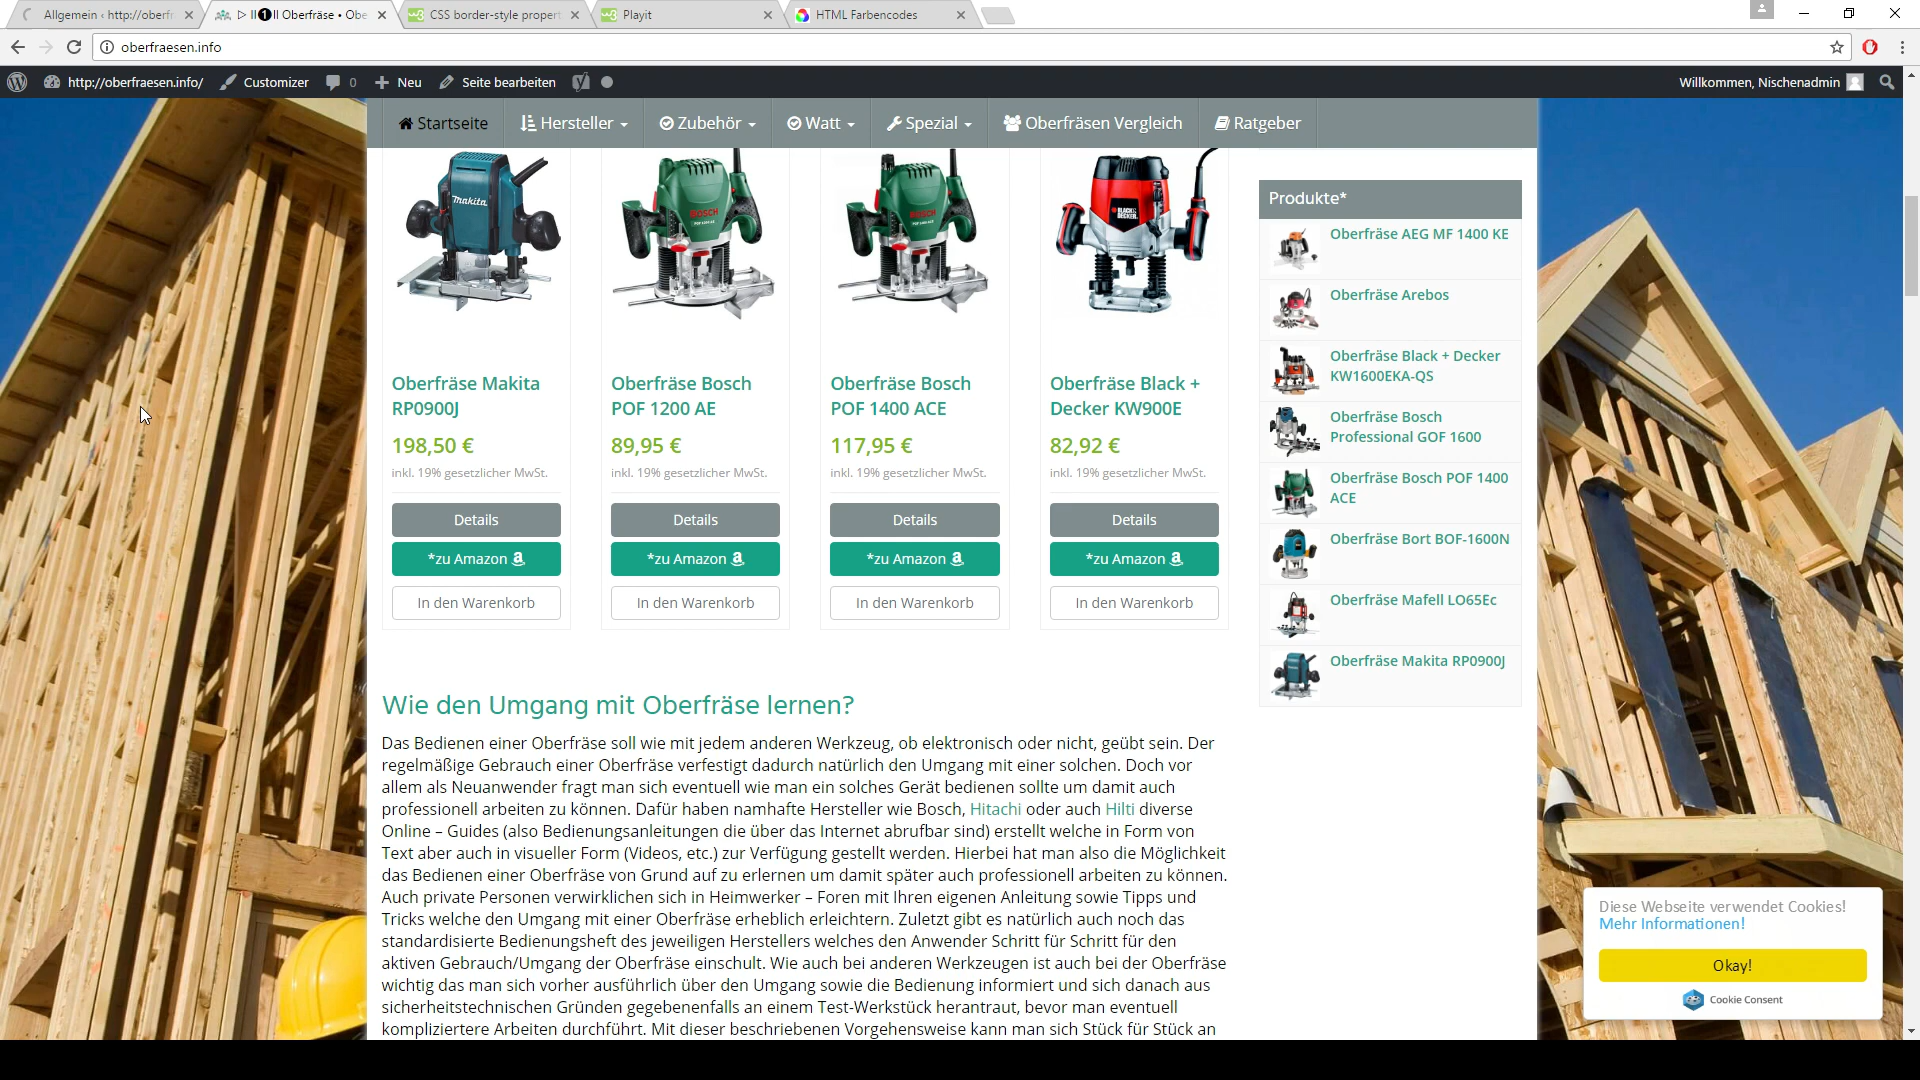 Allgemein ‹ http://oberfr
▷ II➊II Oberfräse • Obe
CSS border-style propert
Playit
HTML Farbencodes
oberfraesen.info
http://oberfraesen.info/
Customizer
0
Neu
Seite bearbeiten
Willkommen, Nischenadmin
Startseite
Hersteller
Zubehör
Watt
Spezial
Oberfräsen Vergleich
Ratgeber
Oberfräse Makita
RP0900J
198,50 €
inkl. 19% gesetzlicher MwSt.
Details
*zu Amazon
In den Warenkorb
Oberfräse Bosch
POF 1200 AE
89,95 €
inkl. 19% gesetzlicher MwSt.
Details
*zu Amazon
In den Warenkorb
Oberfräse Bosch
POF 1400 ACE
117,95 €
inkl. 19% gesetzlicher MwSt.
Details
*zu Amazon
In den Warenkorb
Oberfräse Black +
Decker KW900E
82,92 €
inkl. 19% gesetzlicher MwSt.
Details
*zu Amazon
In den Warenkorb
Makita
BOSCH
BOSCH
BLACK&
DECKER
Produkte*
Oberfräse AEG MF 1400 KE
Oberfräse Arebos
Oberfräse Black + Decker
KW1600EKA-QS
Oberfräse Bosch
Professional GOF 1600
Oberfräse Bosch POF 1400
ACE
Oberfräse Bort BOF-1600N
Oberfräse Mafell LO65Ec
Oberfräse Makita RP0900J
Wie den Umgang mit Oberfräse lernen?
Das Bedienen einer Oberfräse soll wie mit jedem anderen Werkzeug, ob elektronisch oder nicht, geübt sein. Der
regelmäßige Gebrauch einer Oberfräse verfestigt dadurch natürlich den Umgang mit einer solchen. Doch vor
allem als Neuanwender fragt man sich eventuell wie man ein solches Gerät bedienen sollte um damit auch
professionell arbeiten zu können. Dafür haben namhafte Hersteller wie Bosch, Hitachi oder auch Hilti diverse
Online – Guides (also Bedienungsanleitungen die über das Internet abrufbar sind) erstellt welche in Form von
Text aber auch in visueller Form (Videos, etc.) zur Verfügung gestellt werden. Hierbei hat man also die Möglichkeit
das Bedienen einer Oberfräse von Grund auf zu erlernen um damit später auch professionell arbeiten zu können.
Auch private Personen verwirklichen sich in Heimwerker – Foren mit Ihren eigenen Anleitung sowie Tipps und
Tricks welche den Umgang mit einer Oberfräse erheblich erleichtern. Zuletzt gibt es natürlich auch noch das
standardisierte Bedienungsheft des jeweiligen Herstellers welches den Anwender Schritt für Schritt für den
aktiven Gebrauch/Umgang der Oberfräse einschult. Wie auch bei anderen Werkzeugen ist auch bei der Oberfräse
wichtig das man sich vorher ausführlich über den Umgang sowie die Bedienung informiert und sich danach aus
sicherheitstechnischen Gründen gegebenenfalls an einem Test-Werkstück herantraut, bevor man eventuell
kompliziertere Arbeiten durchführt. Mit dieser beschriebenen Vorgehensweise kann man sich Stück für Stück an
Diese Webseite verwendet Cookies!
Mehr Informationen!
Okay!
Cookie Consent